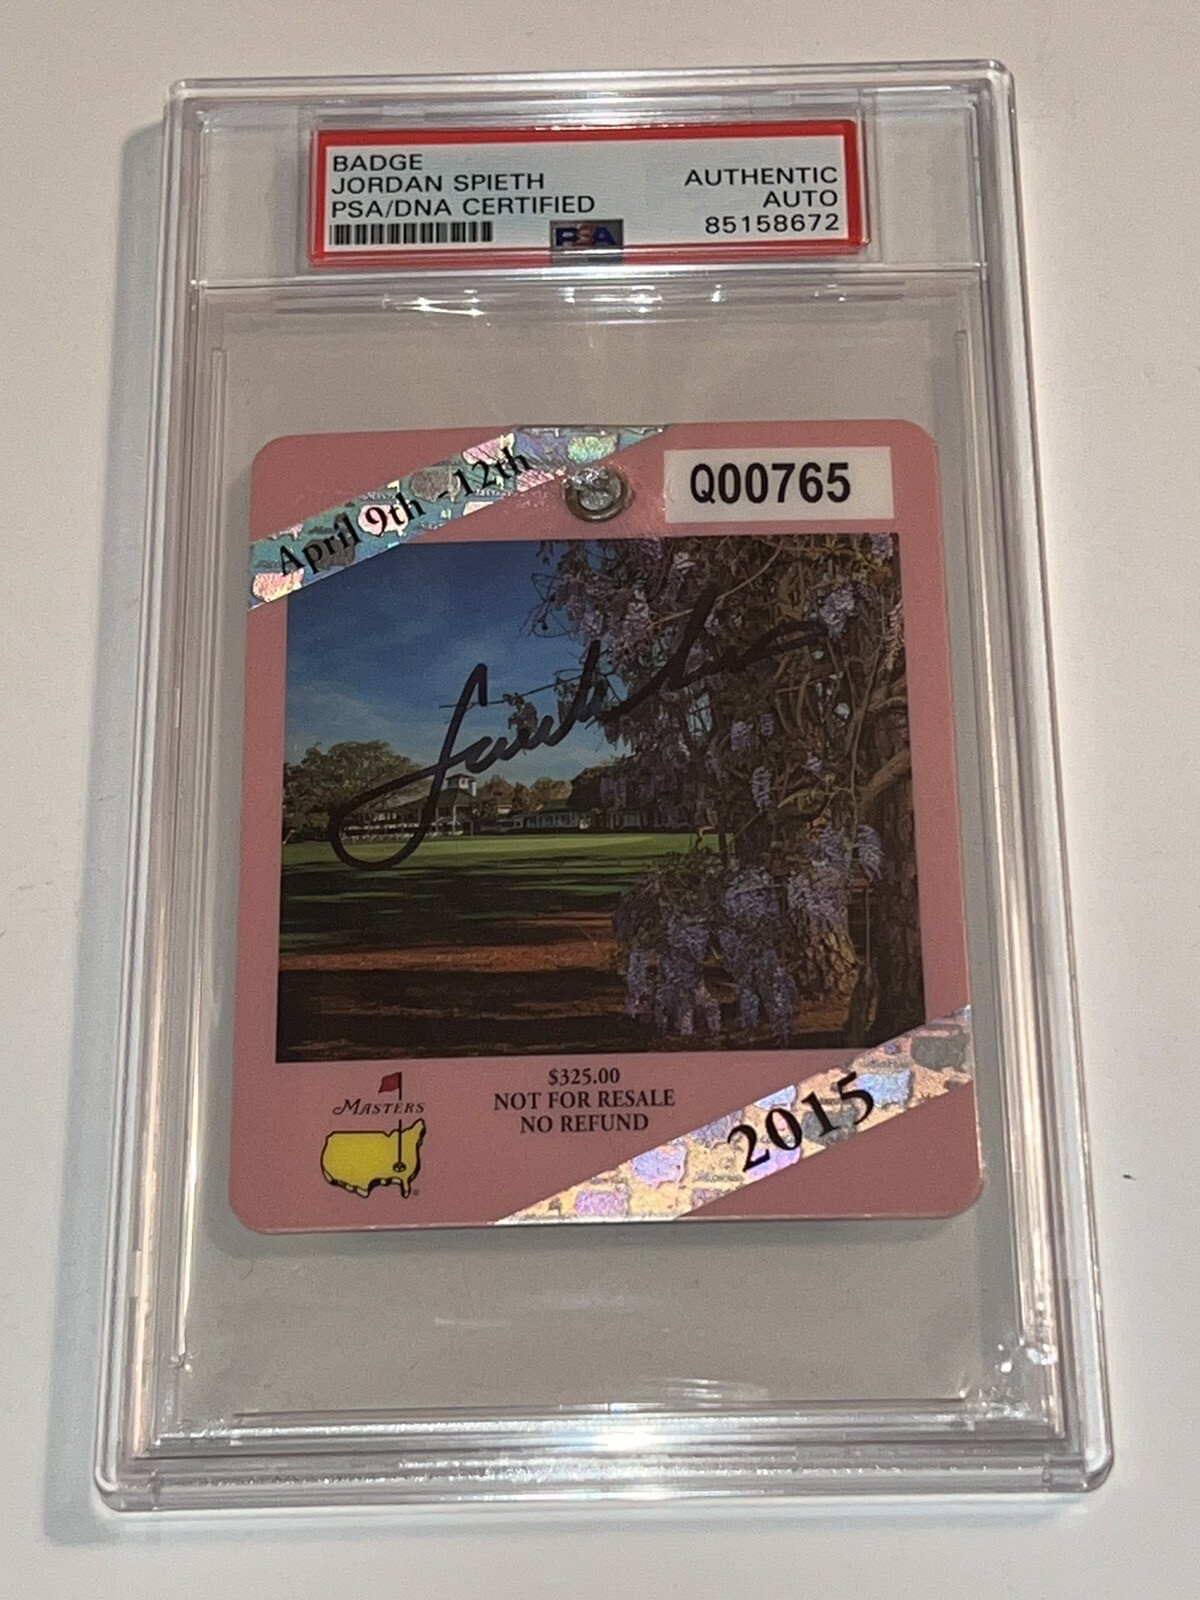 BADGE
JORDAN SPIETH
PSA/DNA CERTIFIED
AUTHENTIC
AUTO
85158672
PSA
April 9th - 12th
Q00765
MASTERS
$325.00
NOT FOR RESALE
NO REFUND
2015